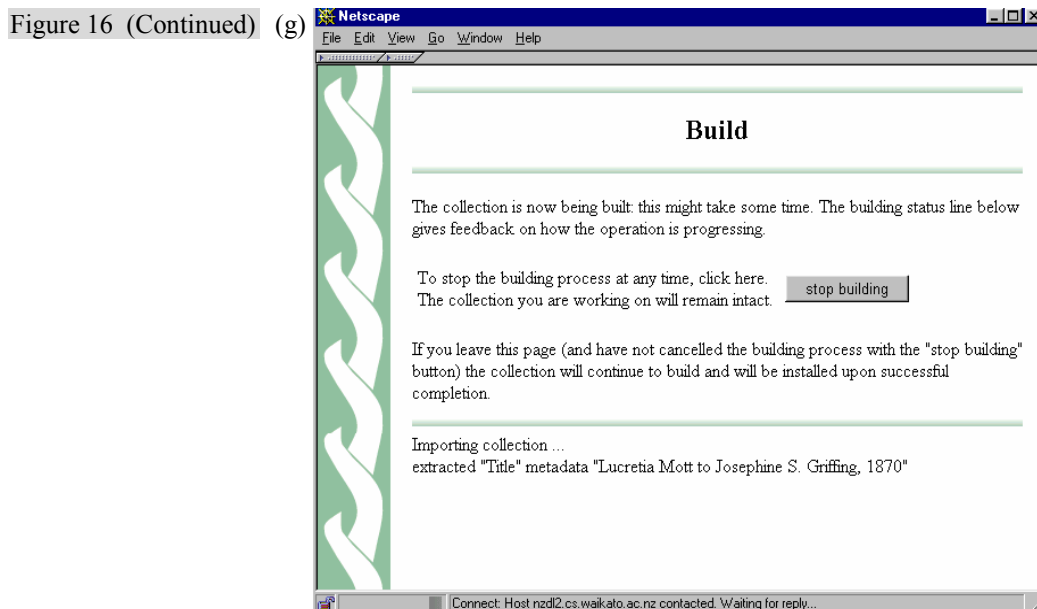 Figure 16 (Continued) (g)
Netscape
File Edit View Go Window Help
Build
The collection is now being built: this might take some time. The building status line below
gives feedback on how the operation is progressing.
To stop the building process at any time, click here.
The collection you are working on will remain intact.
stop building
If you leave this page (and have not cancelled the building process with the "stop building"
button) the collection will continue to build and will be installed upon successful
completion.
Importing collection ...
extracted "Title" metadata "Lucretia Mott to Josephine S. Griffing, 1870"
Connect: Host nzdl2.cs.waikato.ac.nz contacted. Waiting for reply...